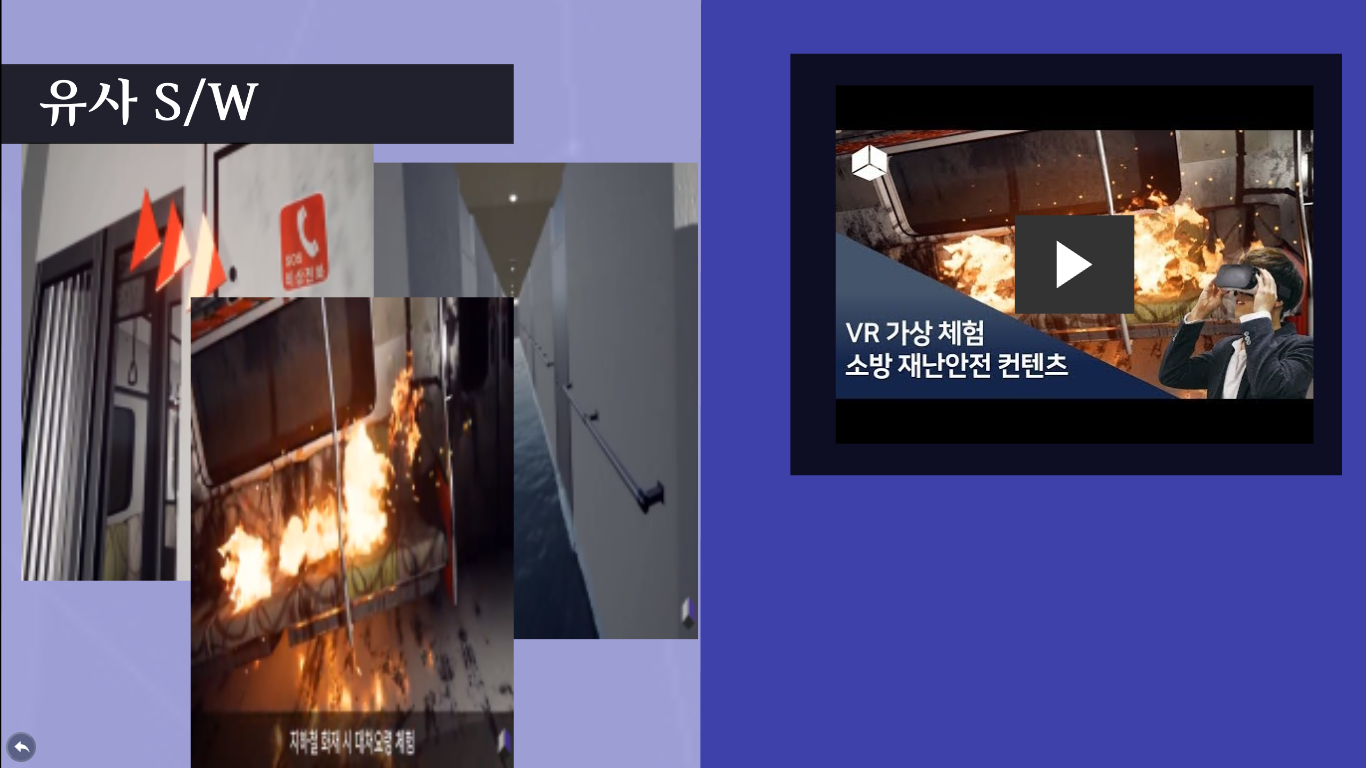 유사 S/W
SOS
비상전화
지하철 화재 시 대처요령 체험
VR 가상 체험
소방 재난안전 컨텐츠